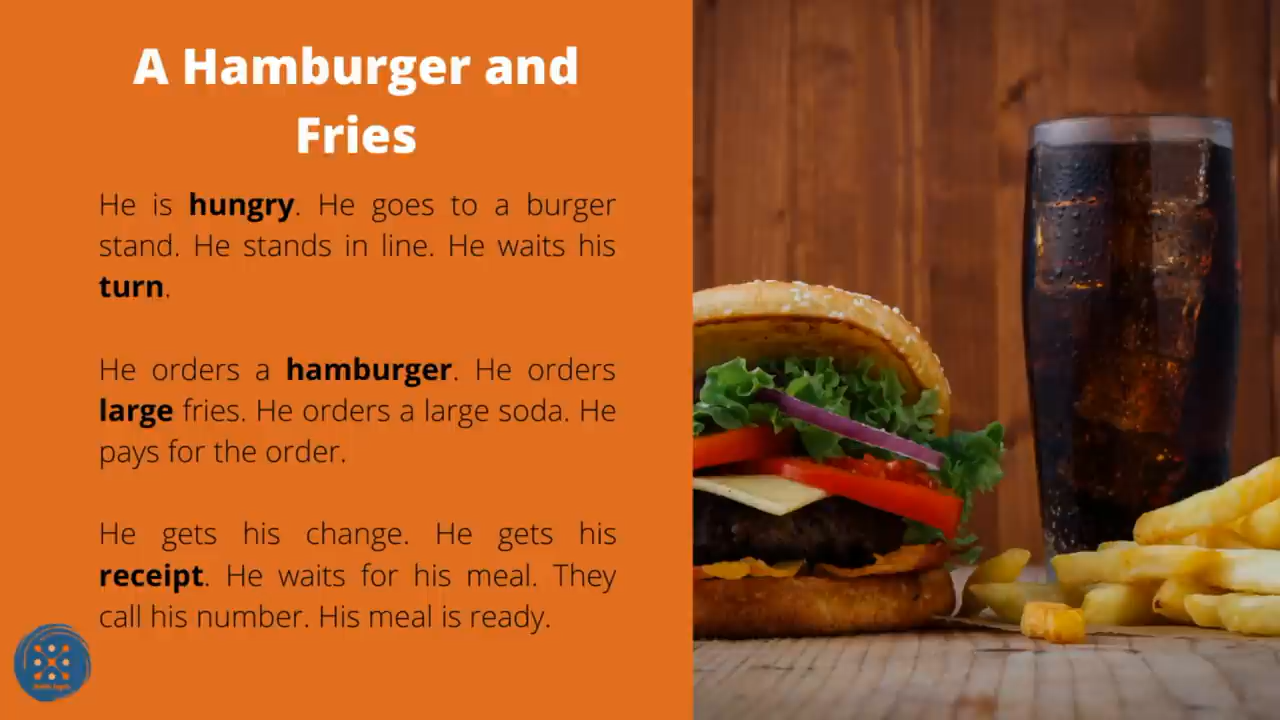 A Hamburger and
Fries
He is hungry. He goes to a burger
stand. He stands in line. He waits his
turn.
He orders a hamburger. He orders
large fries. He orders a large soda. He
pays for the order.
He gets his change. He gets his
receipt. He waits for his meal. They
call his number. His meal is ready.